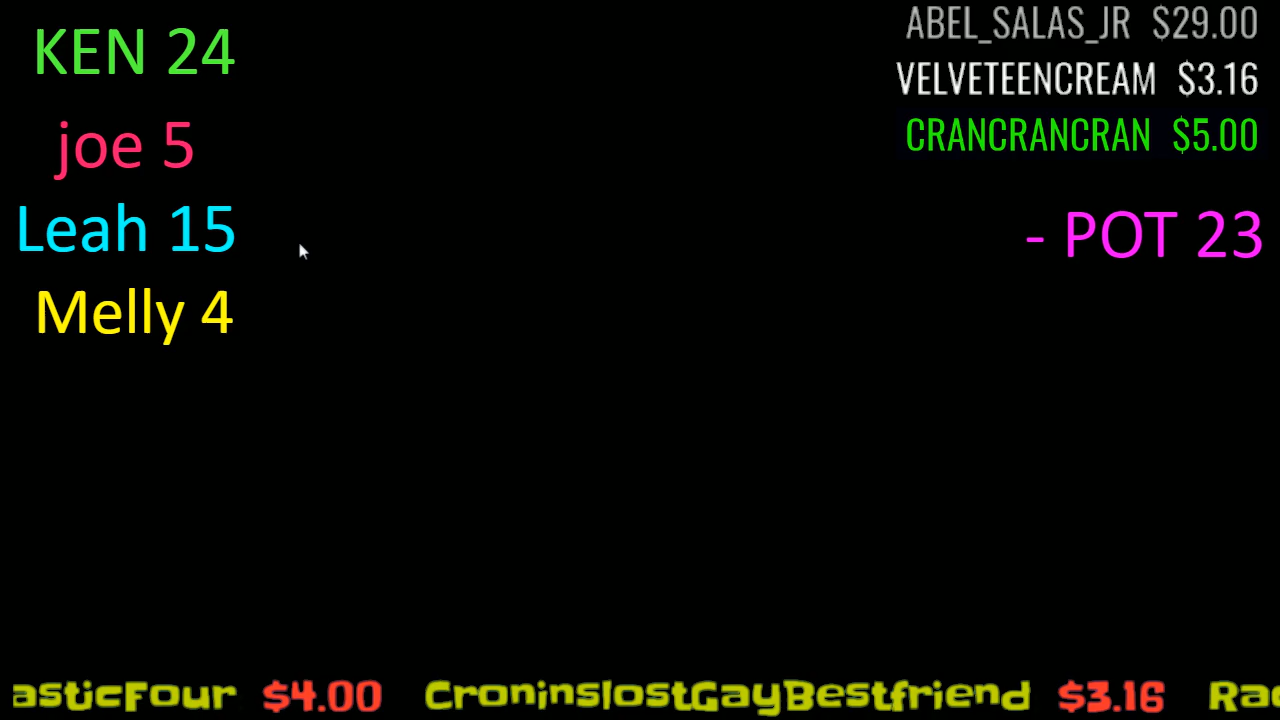 KEN 24
joe 5
Leah 15
Melly 4
ABEL_SALAS_JR $29.00
VELVETEENCREAM $3.16
CRANCRANCRAN $5.00
- POT 23
asticFour $4.00 CroninslostGayBestfriend $3.16